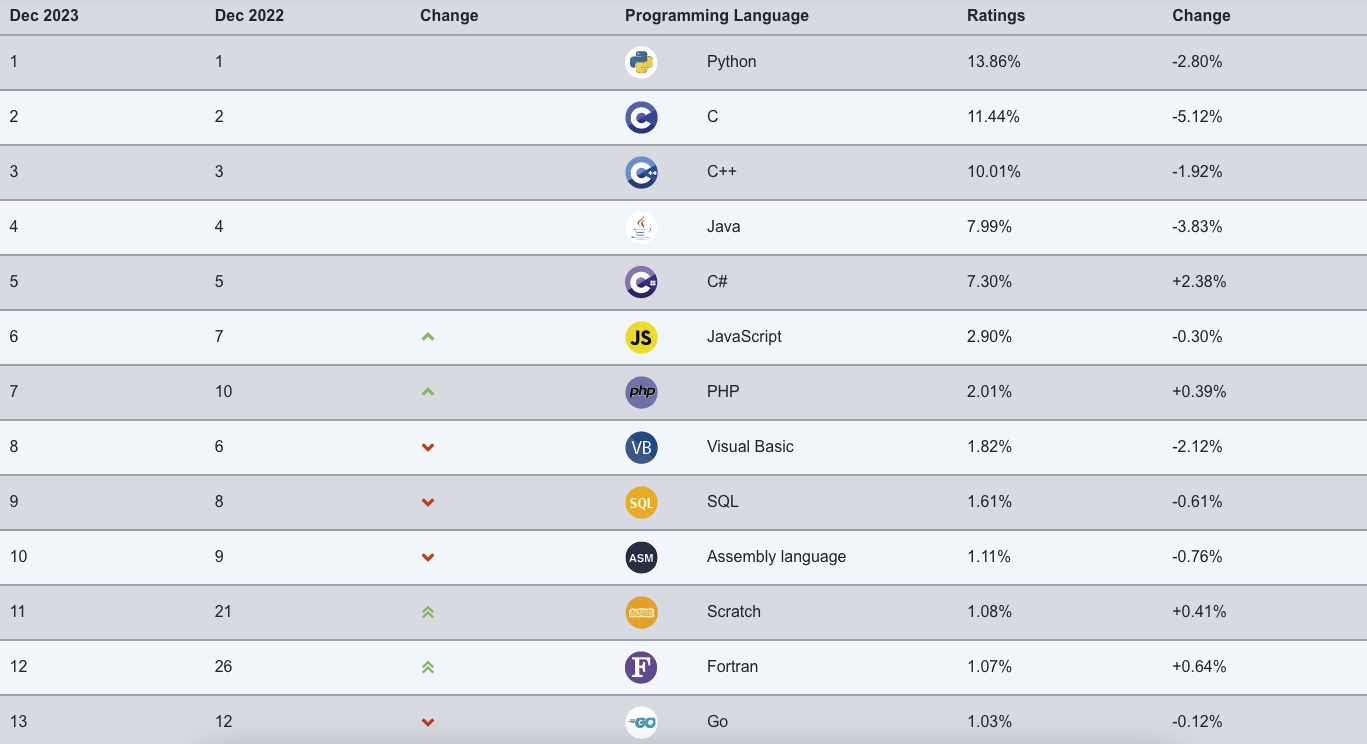 Dec 2023 Dec 2022 Change Programming Language Ratings Change
1 1 Python 13.86% -2.80%
2 2 C C 11.44% -5.12%
3 3 C++ C++ 10.01% -1.92%
4 4 Java 7.99% -3.83%
5 5 C# C# 7.30% +2.38%
6 7 JS JavaScript 2.90% -0.30%
7 10 php PHP 2.01% +0.39%
8 6 VB Visual Basic 1.82% -2.12%
9 8 SQL SQL 1.61% -0.61%
10 9 ASM Assembly language 1.11% -0.76%
11 21 Scratch 1.08% +0.41%
12 26 F Fortran 1.07% +0.64%
13 12 GO Go 1.03% -0.12%